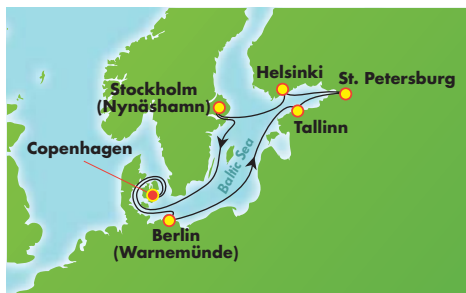 Helsinki
St. Petersburg
Stockholm
(Nynäshamn)
Tallinn
Copenhagen
Baltic Sea
Berlin
(Warnemünde)